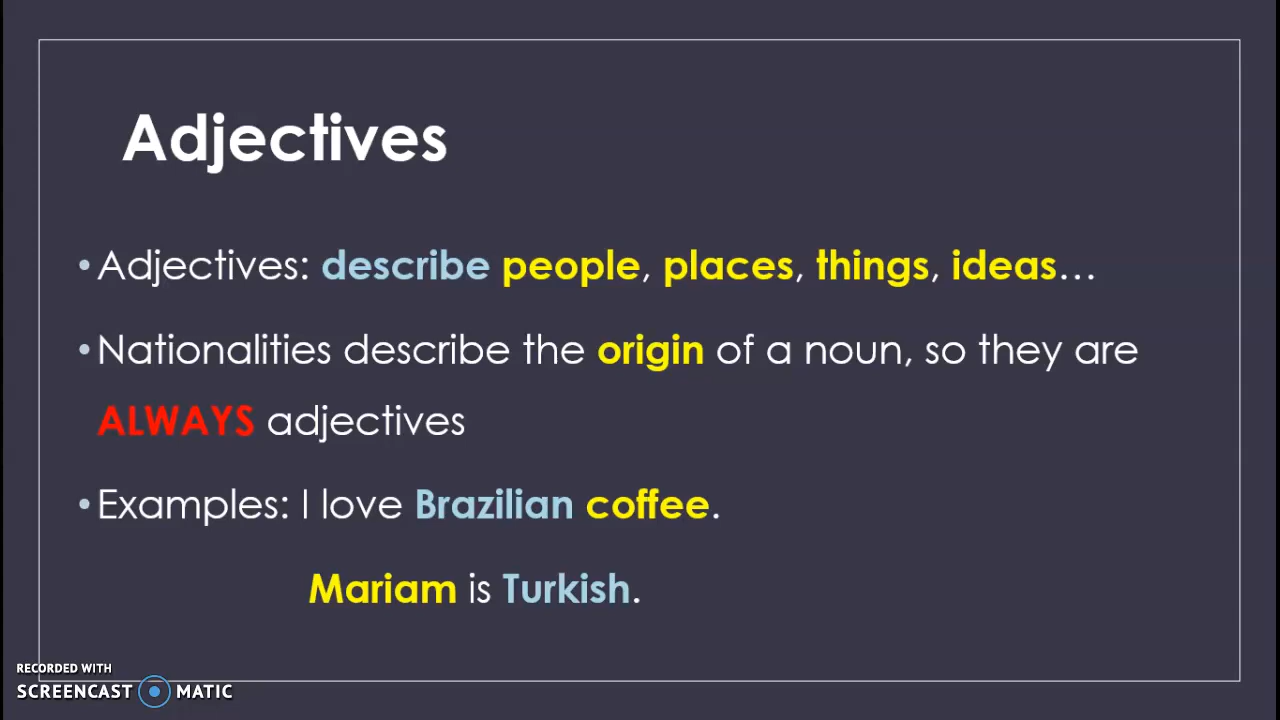 Adjectives
•Adjectives: describe people, places, things, ideas…
•Nationalities describe the origin of a noun, so they are
ALWAYS adjectives
•Examples: I love Brazilian coffee.
Mariam is Turkish.
RECORDED WITH
SCREENCAST MATIC